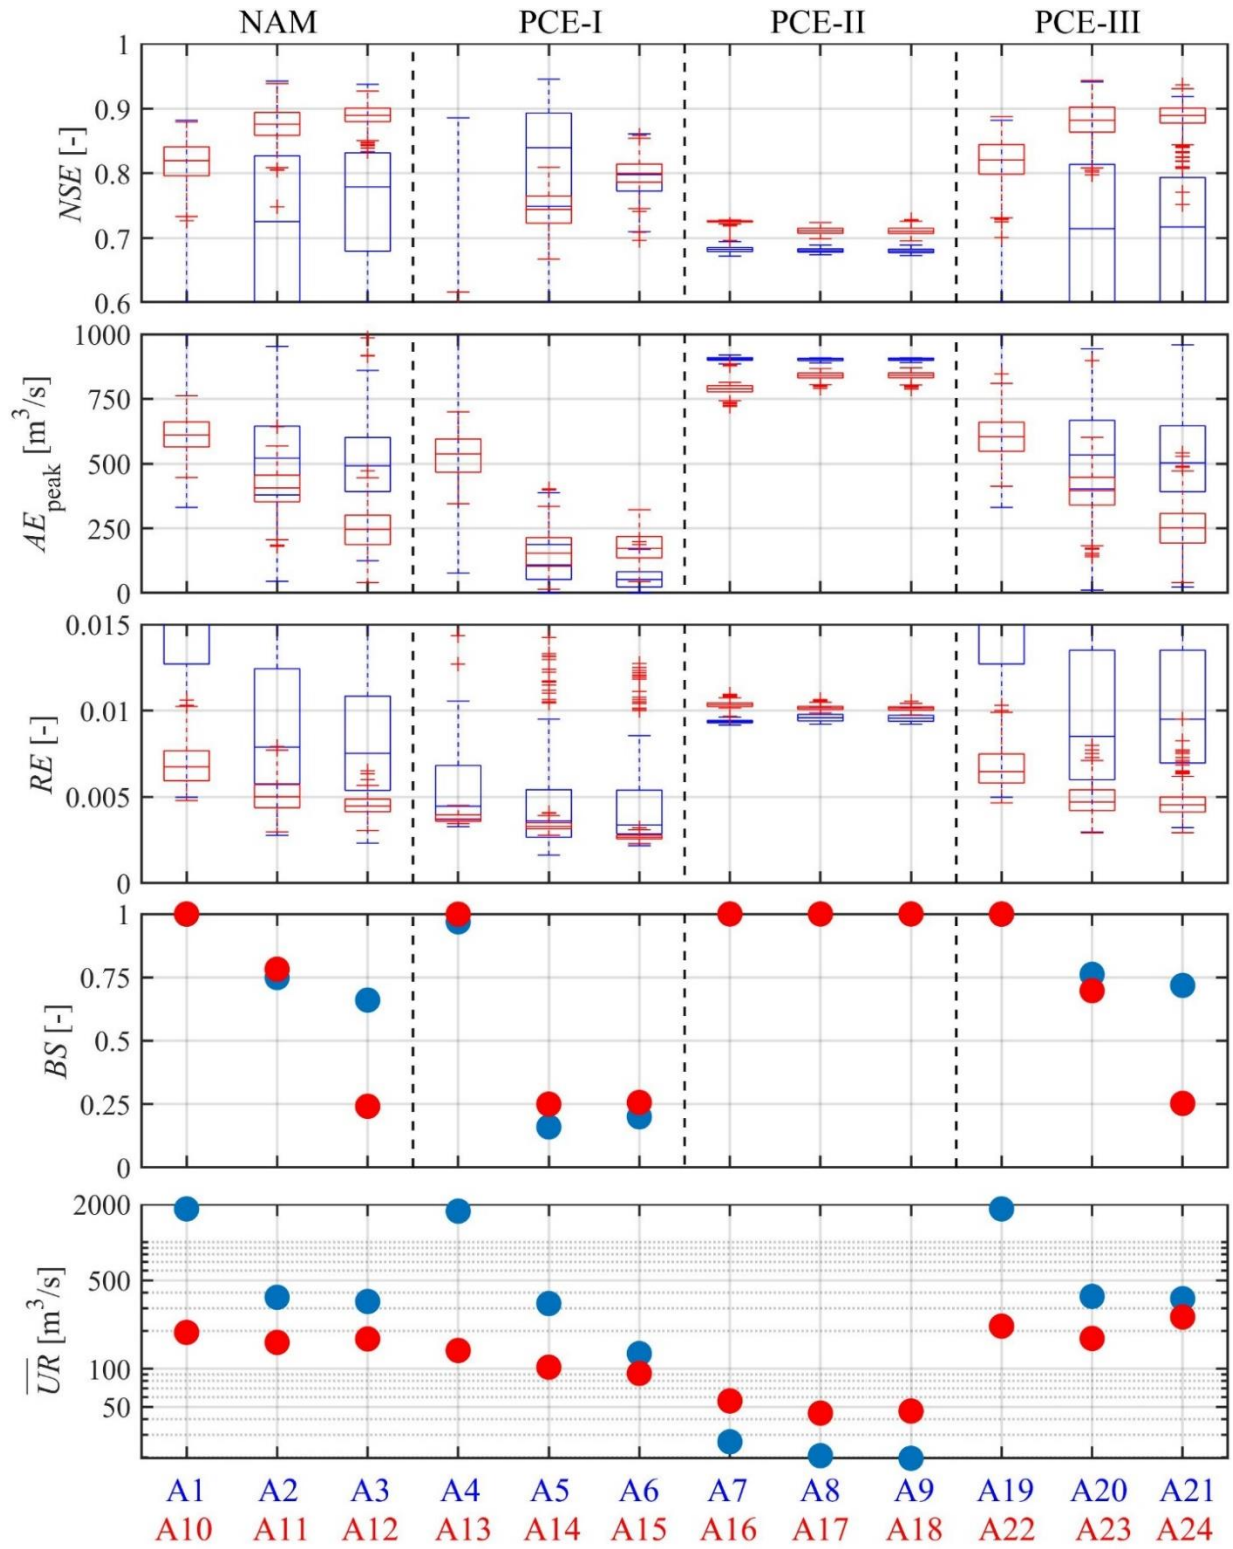 NAM PCE-I PCE-II PCE-III
1
0.9
0.8
0.7
0.6
NSE [-]
1000
750
500
250
0
AE_peak [m³/s]
0.015
0.01
0.005
0
RE [-]
1
0.75
0.5
0.25
0
BS [-]
2000
500
100
50
U̅R̅ [m³/s]
A1 A2 A3 A4 A5 A6 A7 A8 A9 A19 A20 A21
A10 A11 A12 A13 A14 A15 A16 A17 A18 A22 A23 A24